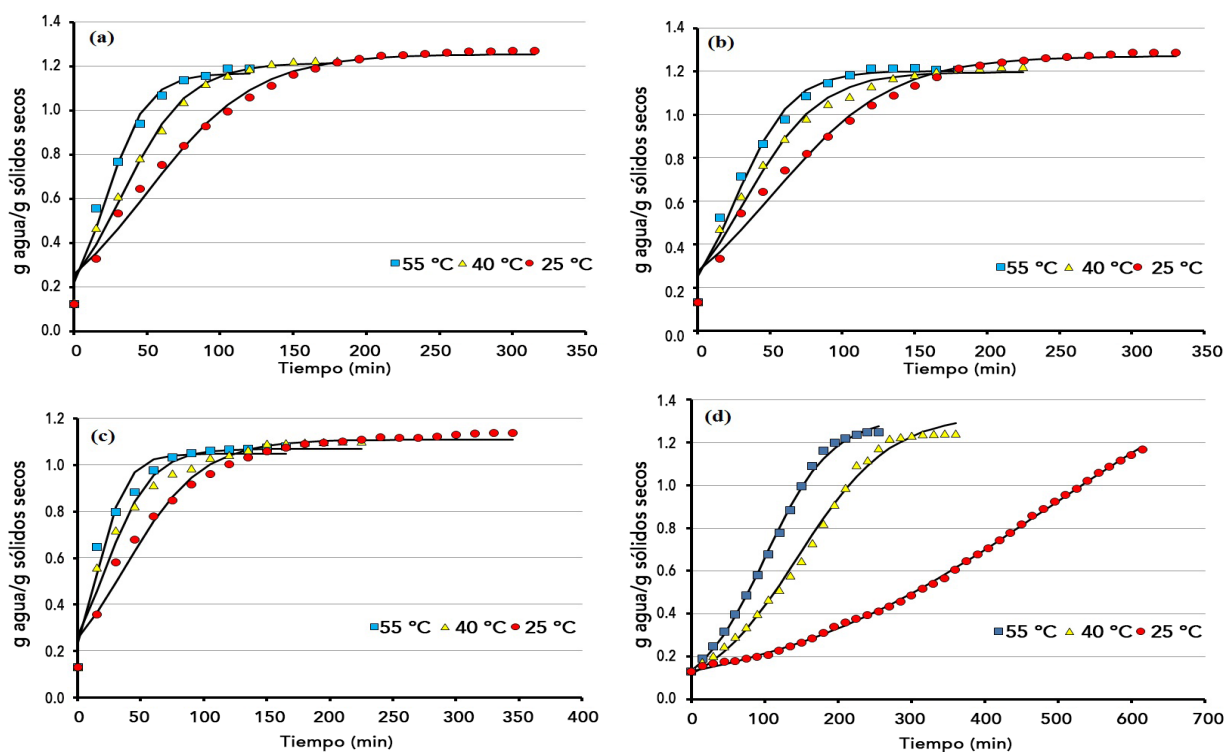 (a)
g agua/g sólidos secos
1.4
1.2
1.0
0.8
0.6
0.4
0.2
0.0
55 °C 40 °C 25 °C
0 50 100 150 200 250 300 350
Tiempo (min)
(b)
g agua/g sólidos secos
1.4
1.2
1.0
0.8
0.6
0.4
0.2
0.0
55 °C 40 °C 25 °C
0 50 100 150 200 250 300 350
Tiempo (min)
(c)
g agua/g sólidos secos
1.2
1.0
0.8
0.6
0.4
0.2
0.0
55 °C 40 °C 25 °C
0 50 100 150 200 250 300 350 400
Tiempo (min)
(d)
g agua/g sólidos secos
1.4
1.2
1.0
0.8
0.6
0.4
0.2
0.0
55 °C 40 °C 25 °C
0 100 200 300 400 500 600 700
Tiempo (min)